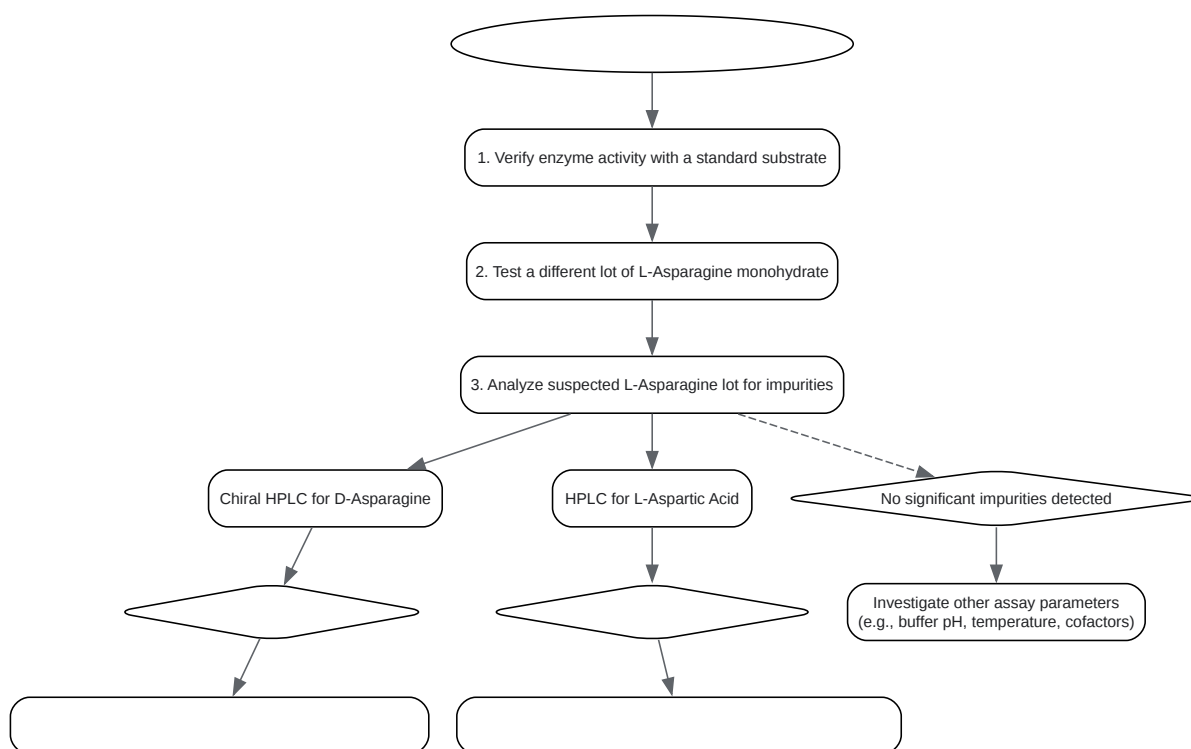 1. Verify enzyme activity with a standard substrate
2. Test a different lot of L-Asparagine monohydrate
3. Analyze suspected L-Asparagine lot for impurities
Chiral HPLC for D-Asparagine
HPLC for L-Aspartic Acid
No significant impurities detected
Investigate other assay parameters
(e.g., buffer pH, temperature, cofactors)